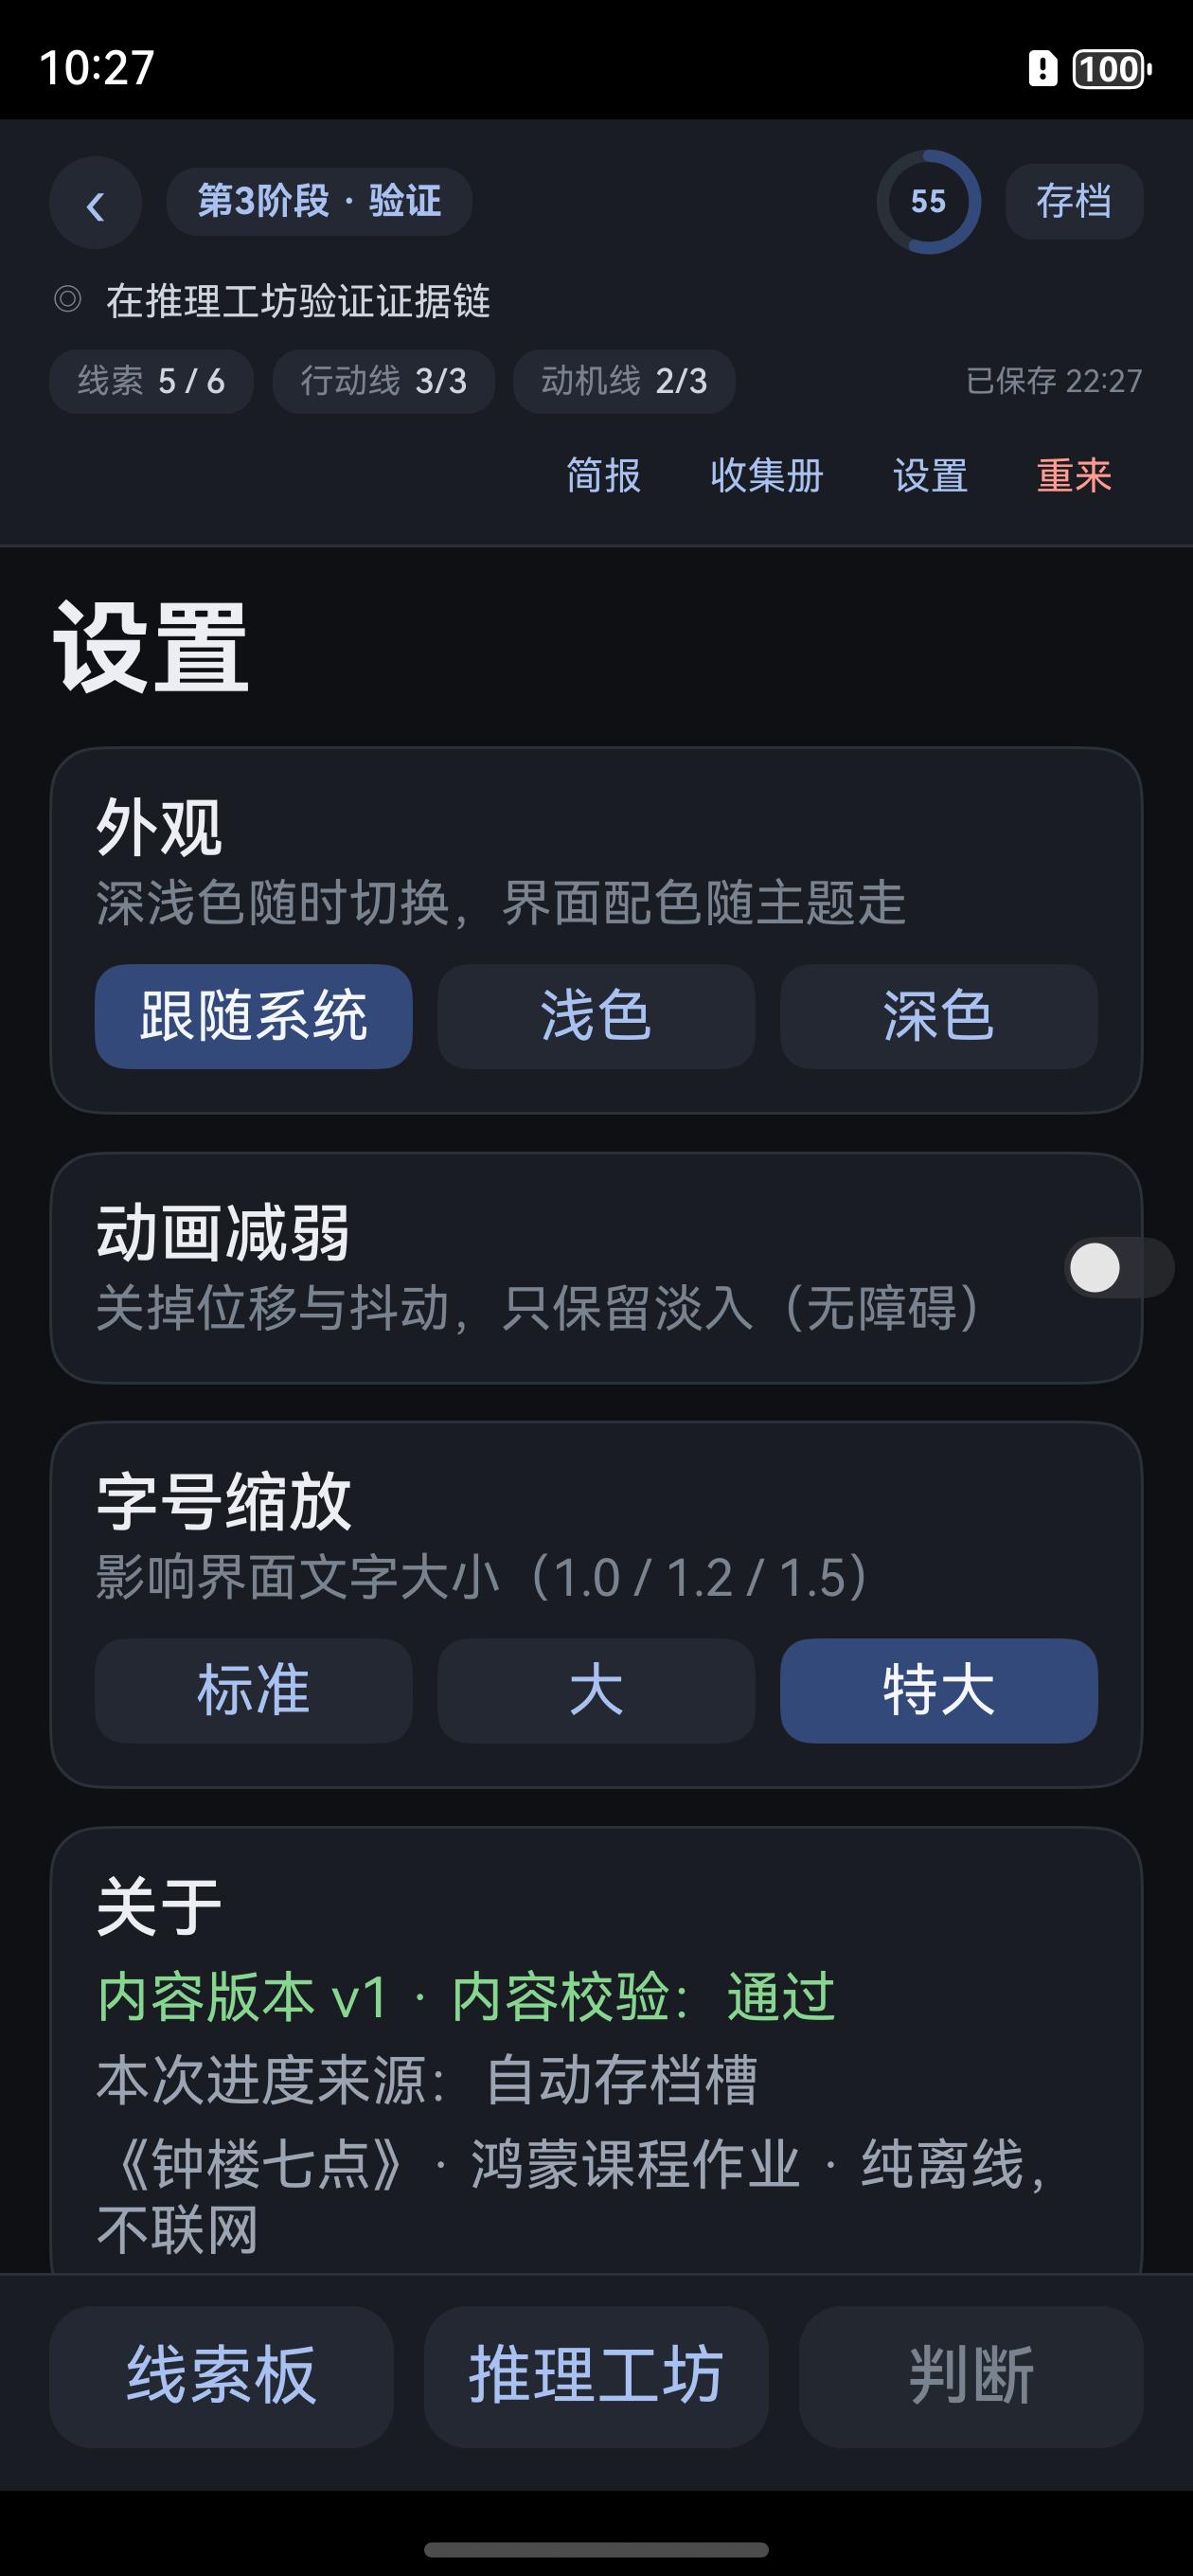 10:27
100
‹ 第3阶段 · 验证 55 存档
◎ 在推理工坊验证证据链
线索 5 / 6 行动线 3/3 动机线 2/3 已保存 22:27
简报 收集册 设置 重来
设置
外观
深浅色随时切换，界面配色随主题走
跟随系统 浅色 深色
动画减弱
关掉位移与抖动，只保留淡入（无障碍）
字号缩放
影响界面文字大小（1.0 / 1.2 / 1.5）
标准 大 特大
关于
内容版本 v1 · 内容校验：通过
本次进度来源：自动存档槽
《钟楼七点》· 鸿蒙课程作业 · 纯离线，
不联网
线索板 推理工坊 判断